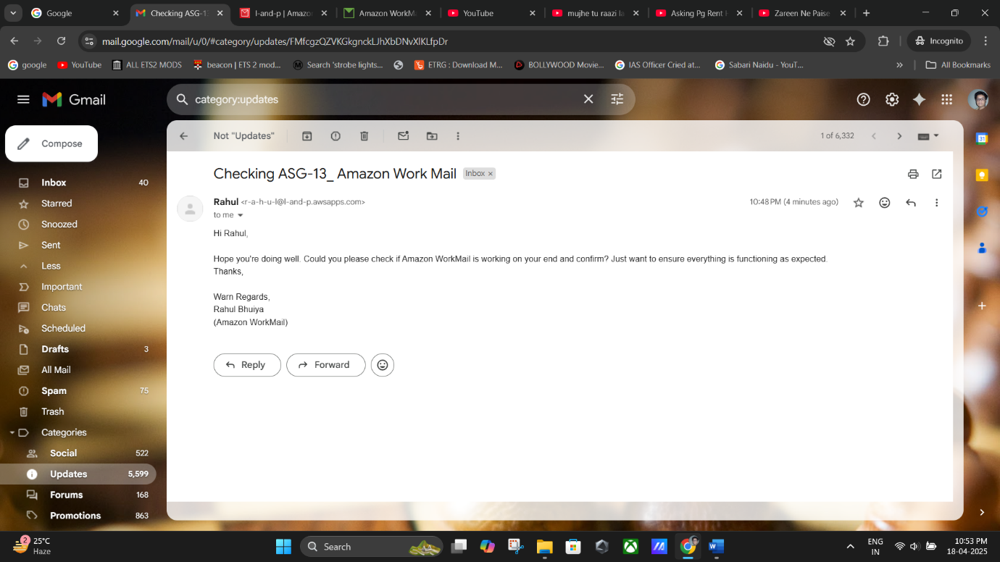 Google
Checking ASG-1
l-and-p | Amazo
Amazon WorkM
YouTube
mujhe tu raazi la
Asking Pg Rent
Zareen Ne Paise
mail.google.com/mail/u/0/#category/updates/FMfcgzQZVKGkgnckLJhXbDNvXlKLfpDr
Incognito
google
YouTube
ALL ETS2 MODS
beacon | ETS 2 mod...
Search 'strobe lights...
ETRG : Download M...
BOLLYWOOD Movie...
IAS Officer Cried at...
Sabari Naidu - YouT...
All Bookmarks
Gmail
category:updates
Compose
Not "Updates"
1 of 6,332
Inbox 40
Starred
Snoozed
Sent
Less
Important
Chats
Scheduled
Drafts 3
All Mail
Spam 75
Trash
Categories
Social 522
Updates 5,599
Forums 168
Promotions 863
Checking ASG-13_ Amazon Work Mail Inbox x
Rahul <r-a-h-u-l@l-and-p.awsapps.com>
10:48 PM (4 minutes ago)
to me
Hi Rahul,
Hope you're doing well. Could you please check if Amazon WorkMail is working on your end and confirm? Just want to ensure everything is functioning as expected.
Thanks,
Warn Regards,
Rahul Bhuiya
(Amazon WorkMail)
Reply
Forward
31
2
25°C
Haze
Search
ENG
IN
10:53 PM
18-04-2025